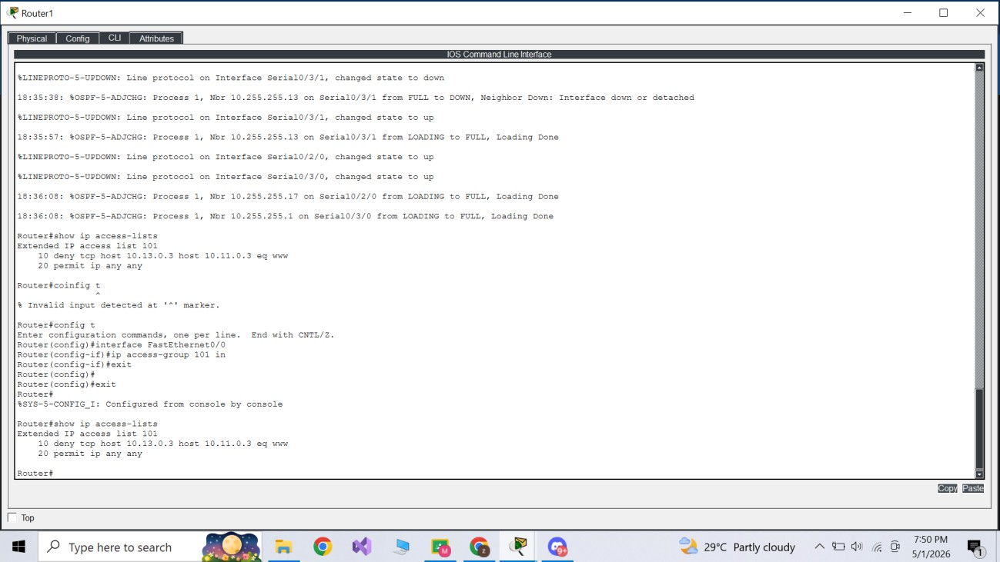 Router1
Physical
Config
CLI
Attributes
IOS Command Line Interface
%LINEPROTO-5-UPDOWN: Line protocol on Interface Serial0/3/1, changed state to down
18:35:38: %OSPF-5-ADJCHG: Process 1, Nbr 10.255.255.13 on Serial0/3/1 from FULL to DOWN, Neighbor Down: Interface down or detached
%LINEPROTO-5-UPDOWN: Line protocol on Interface Serial0/3/1, changed state to up
18:35:57: %OSPF-5-ADJCHG: Process 1, Nbr 10.255.255.13 on Serial0/3/1 from LOADING to FULL, Loading Done
%LINEPROTO-5-UPDOWN: Line protocol on Interface Serial0/2/0, changed state to up
%LINEPROTO-5-UPDOWN: Line protocol on Interface Serial0/3/0, changed state to up
18:36:08: %OSPF-5-ADJCHG: Process 1, Nbr 10.255.255.17 on Serial0/2/0 from LOADING to FULL, Loading Done
18:36:08: %OSPF-5-ADJCHG: Process 1, Nbr 10.255.255.1 on Serial0/3/0 from LOADING to FULL, Loading Done
Router#show ip access-lists
Extended IP access list 101
10 deny tcp host 10.13.0.3 host 10.11.0.3 eq www
20 permit ip any any
Router#coinfig t
^
% Invalid input detected at '^' marker.
Router#config t
Enter configuration commands, one per line.  End with CNTL/Z.
Router(config)#interface FastEthernet0/0
Router(config-if)#ip access-group 101 in
Router(config-if)#exit
Router(config)#
Router(config)#exit
Router#
%SYS-5-CONFIG_I: Configured from console by console
Router#show ip access-lists
Extended IP access list 101
10 deny tcp host 10.13.0.3 host 10.11.0.3 eq www
20 permit ip any any
Router#
Copy
Paste
Top
Type here to search
M
z
9+
29°C Partly cloudy
7:50 PM
5/1/2026
1